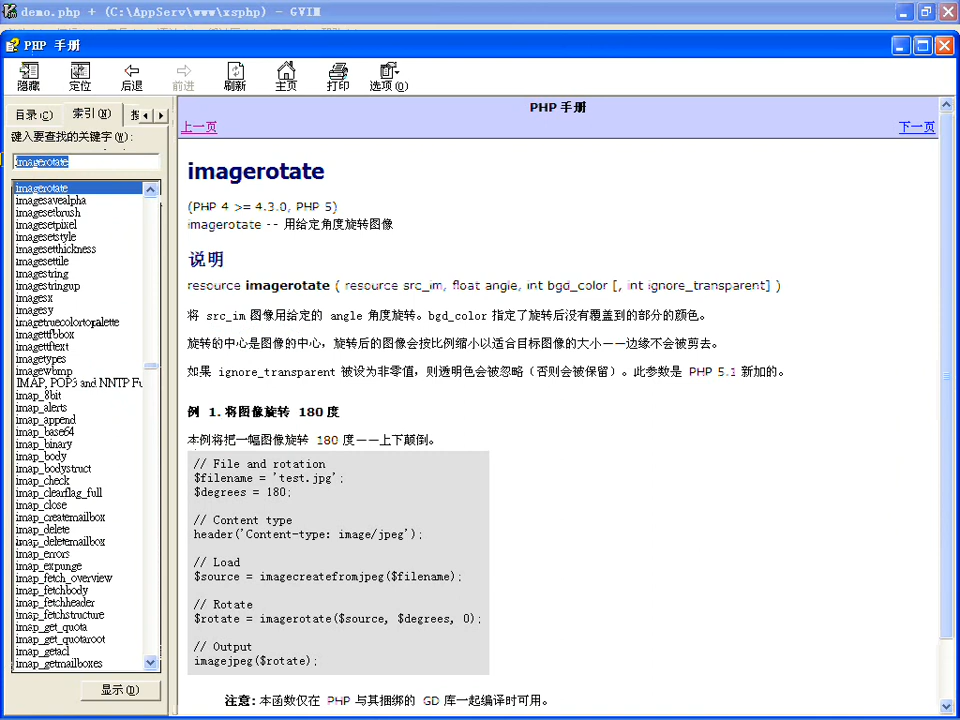 demo.php + (C:\AppServ\www\xsphp) - GVIM
PHP 手册
隐藏 定位 后退 前进 刷新 主页 打印 选项(O)
目录(C) 索引(N)
键入要查找的关键字(W):
imagerotate
imagerotate
imagesavealpha
imagesetbrush
imagesetpixel
imagesetstyle
imagesetthickness
imagesettile
imagestring
imagestringup
imagesx
imagesy
imagetruecolortopalette
imagettfbbox
imagettftext
imagetypes
imagewbmp
IMAP, POP3 and NNTP Fu
imap_8bit
imap_alerts
imap_append
imap_base64
imap_binary
imap_body
imap_bodystruct
imap_check
imap_clearflag_full
imap_close
imap_createmailbox
imap_delete
imap_deletemailbox
imap_errors
imap_expunge
imap_fetch_overview
imap_fetchbody
imap_fetchheader
imap_fetchstructure
imap_get_quota
imap_get_quotaroot
imap_getacl
imap_getmailboxes
显示(D)
PHP 手册
上一页 下一页
imagerotate
(PHP 4 >= 4.3.0, PHP 5)
imagerotate -- 用给定角度旋转图像
说明
resource imagerotate ( resource src_im, float angle, int bgd_color [, int ignore_transparent] )
将 src_im 图像用给定的 angle 角度旋转。bgd_color 指定了旋转后没有覆盖到的部分的颜色。
旋转的中心是图像的中心，旋转后的图像会按比例缩小以适合目标图像的大小——边缘不会被剪去。
如果 ignore_transparent 被设为非零值，则透明色会被忽略（否则会被保留）。此参数是 PHP 5.1 新加的。
例 1. 将图像旋转 180 度
本例将把一幅图像旋转 180 度——上下颠倒。
// File and rotation
$filename = 'test.jpg';
$degrees = 180;
// Content type
header('Content-type: image/jpeg');
// Load
$source = imagecreatefromjpeg($filename);
// Rotate
$rotate = imagerotate($source, $degrees, 0);
// Output
imagejpeg($rotate);
注意: 本函数仅在 PHP 与其捆绑的 GD 库一起编译时可用。